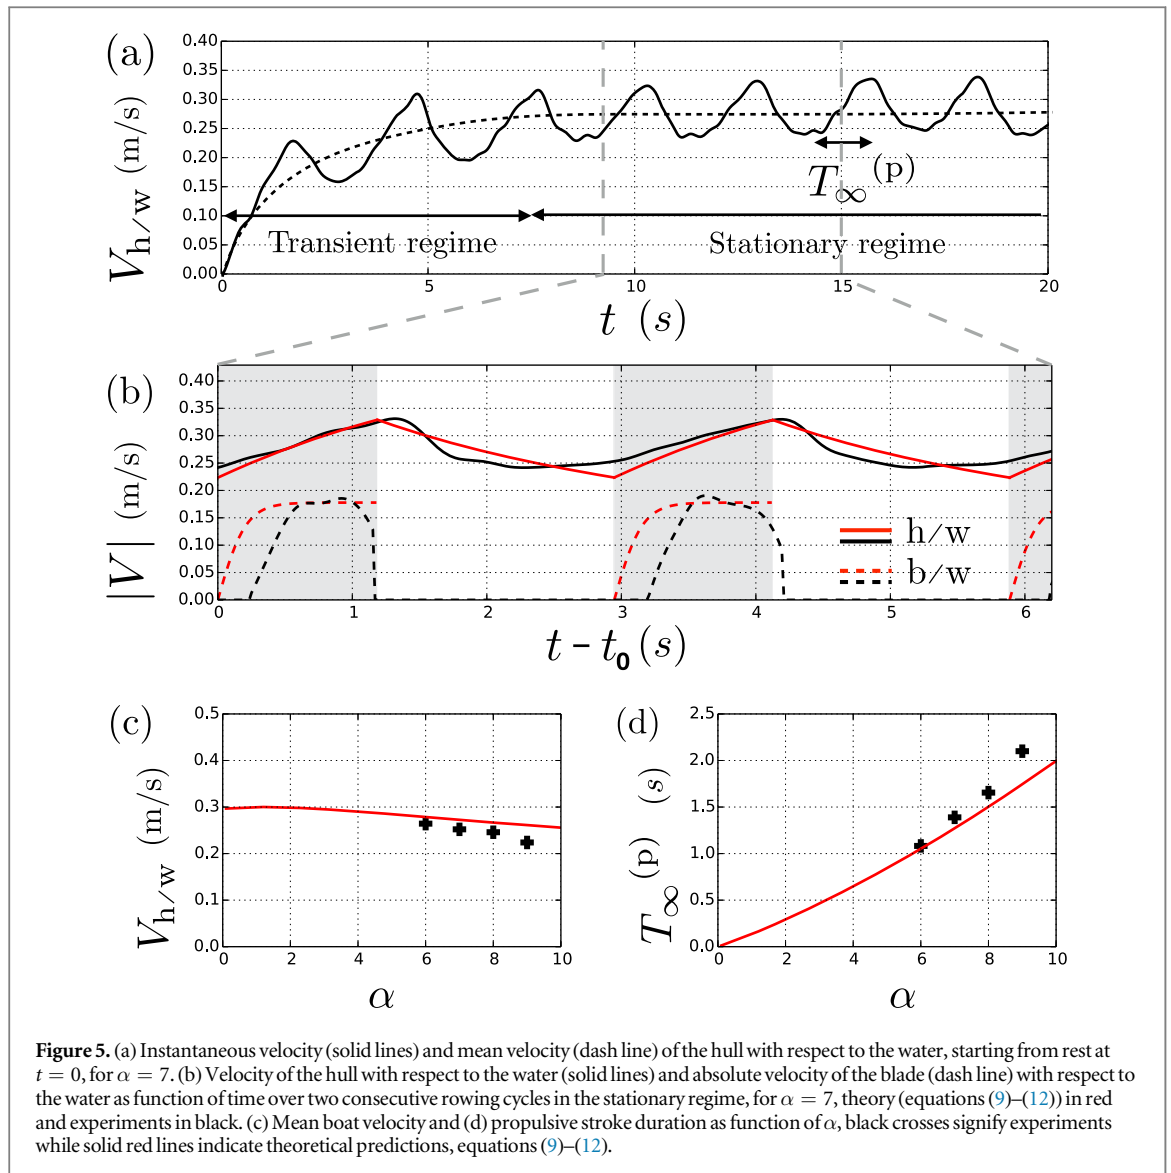 (a)
0.40
0.35
0.30
0.25
0.20
0.15
0.10
0.05
0.00
V_{h/w} (m/s)
T_∞^{(p)}
Transient regime
Stationary regime
0 5 10 15 20
t (s)
(b)
0.40
0.35
0.30
0.25
0.20
0.15
0.10
0.05
0.00
|V| (m/s)
h/w
b/w
0 1 2 3 4 5 6
t – t_0 (s)
(c)
0.5
0.4
0.3
0.2
0.1
0.0
V_{h/w} (m/s)
0 2 4 6 8 10
α
(d)
2.5
2.0
1.5
1.0
0.5
0.0
T_∞^{(p)} (s)
0 2 4 6 8 10
α
Figure 5. (a) Instantaneous velocity (solid lines) and mean velocity (dash line) of the hull with respect to the water, starting from rest at
t = 0, for α = 7. (b) Velocity of the hull with respect to the water (solid lines) and absolute velocity of the blade (dash line) with respect to
the water as function of time over two consecutive rowing cycles in the stationary regime, for α = 7, theory (equations (9)–(12)) in red
and experiments in black. (c) Mean boat velocity and (d) propulsive stroke duration as function of α, black crosses signify experiments
while solid red lines indicate theoretical predictions, equations (9)–(12).